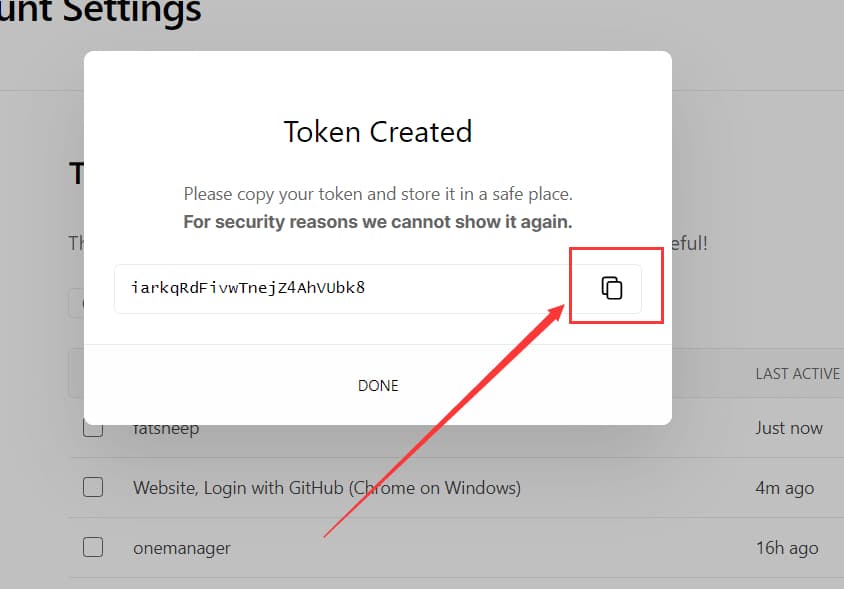 unt Settings
Token Created
Please copy your token and store it in a safe place.
For security reasons we cannot show it again.
eful!
iarkqRdFivwTnejZ4AhVUbk8
DONE
LAST ACTIVE
fatsheep
Just now
Website, Login with GitHub (Chrome on Windows)
4m ago
onemanager
16h ago